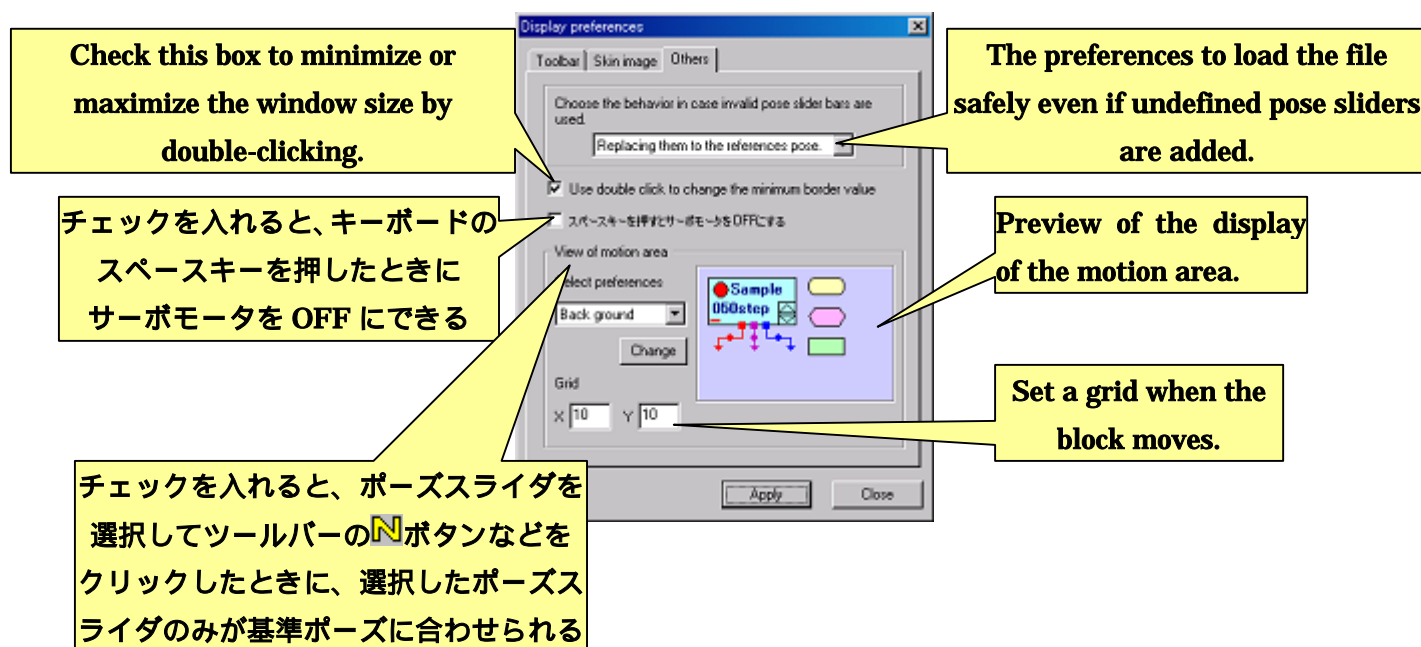 Display preferences
Check this box to minimize or
maximize the window size by
double-clicking.
The preferences to load the file
safely even if undefined pose sliders
are added.
Toolbar
Skin image
Others
Choose the behavior in case invalid pose slider bars are
used.
Replacing them to the references pose.
Use double click to change the minimum border value
スペースキーを押すとサーボモータをOFFにする
チェックを入れると、キーボードの
スペースキーを押したときに
サーボモータを OFF にできる
Preview of the display
of the motion area.
View of motion area
elect preferences
Back ground
Change
Sample
050step
Grid
X 10 Y 10
Set a grid when the
block moves.
Apply
Close
チェックを入れると、ポーズスライダを
選択してツールバーのNボタンなどを
クリックしたときに、選択したポーズス
ライダのみが基準ポーズに合わせられる